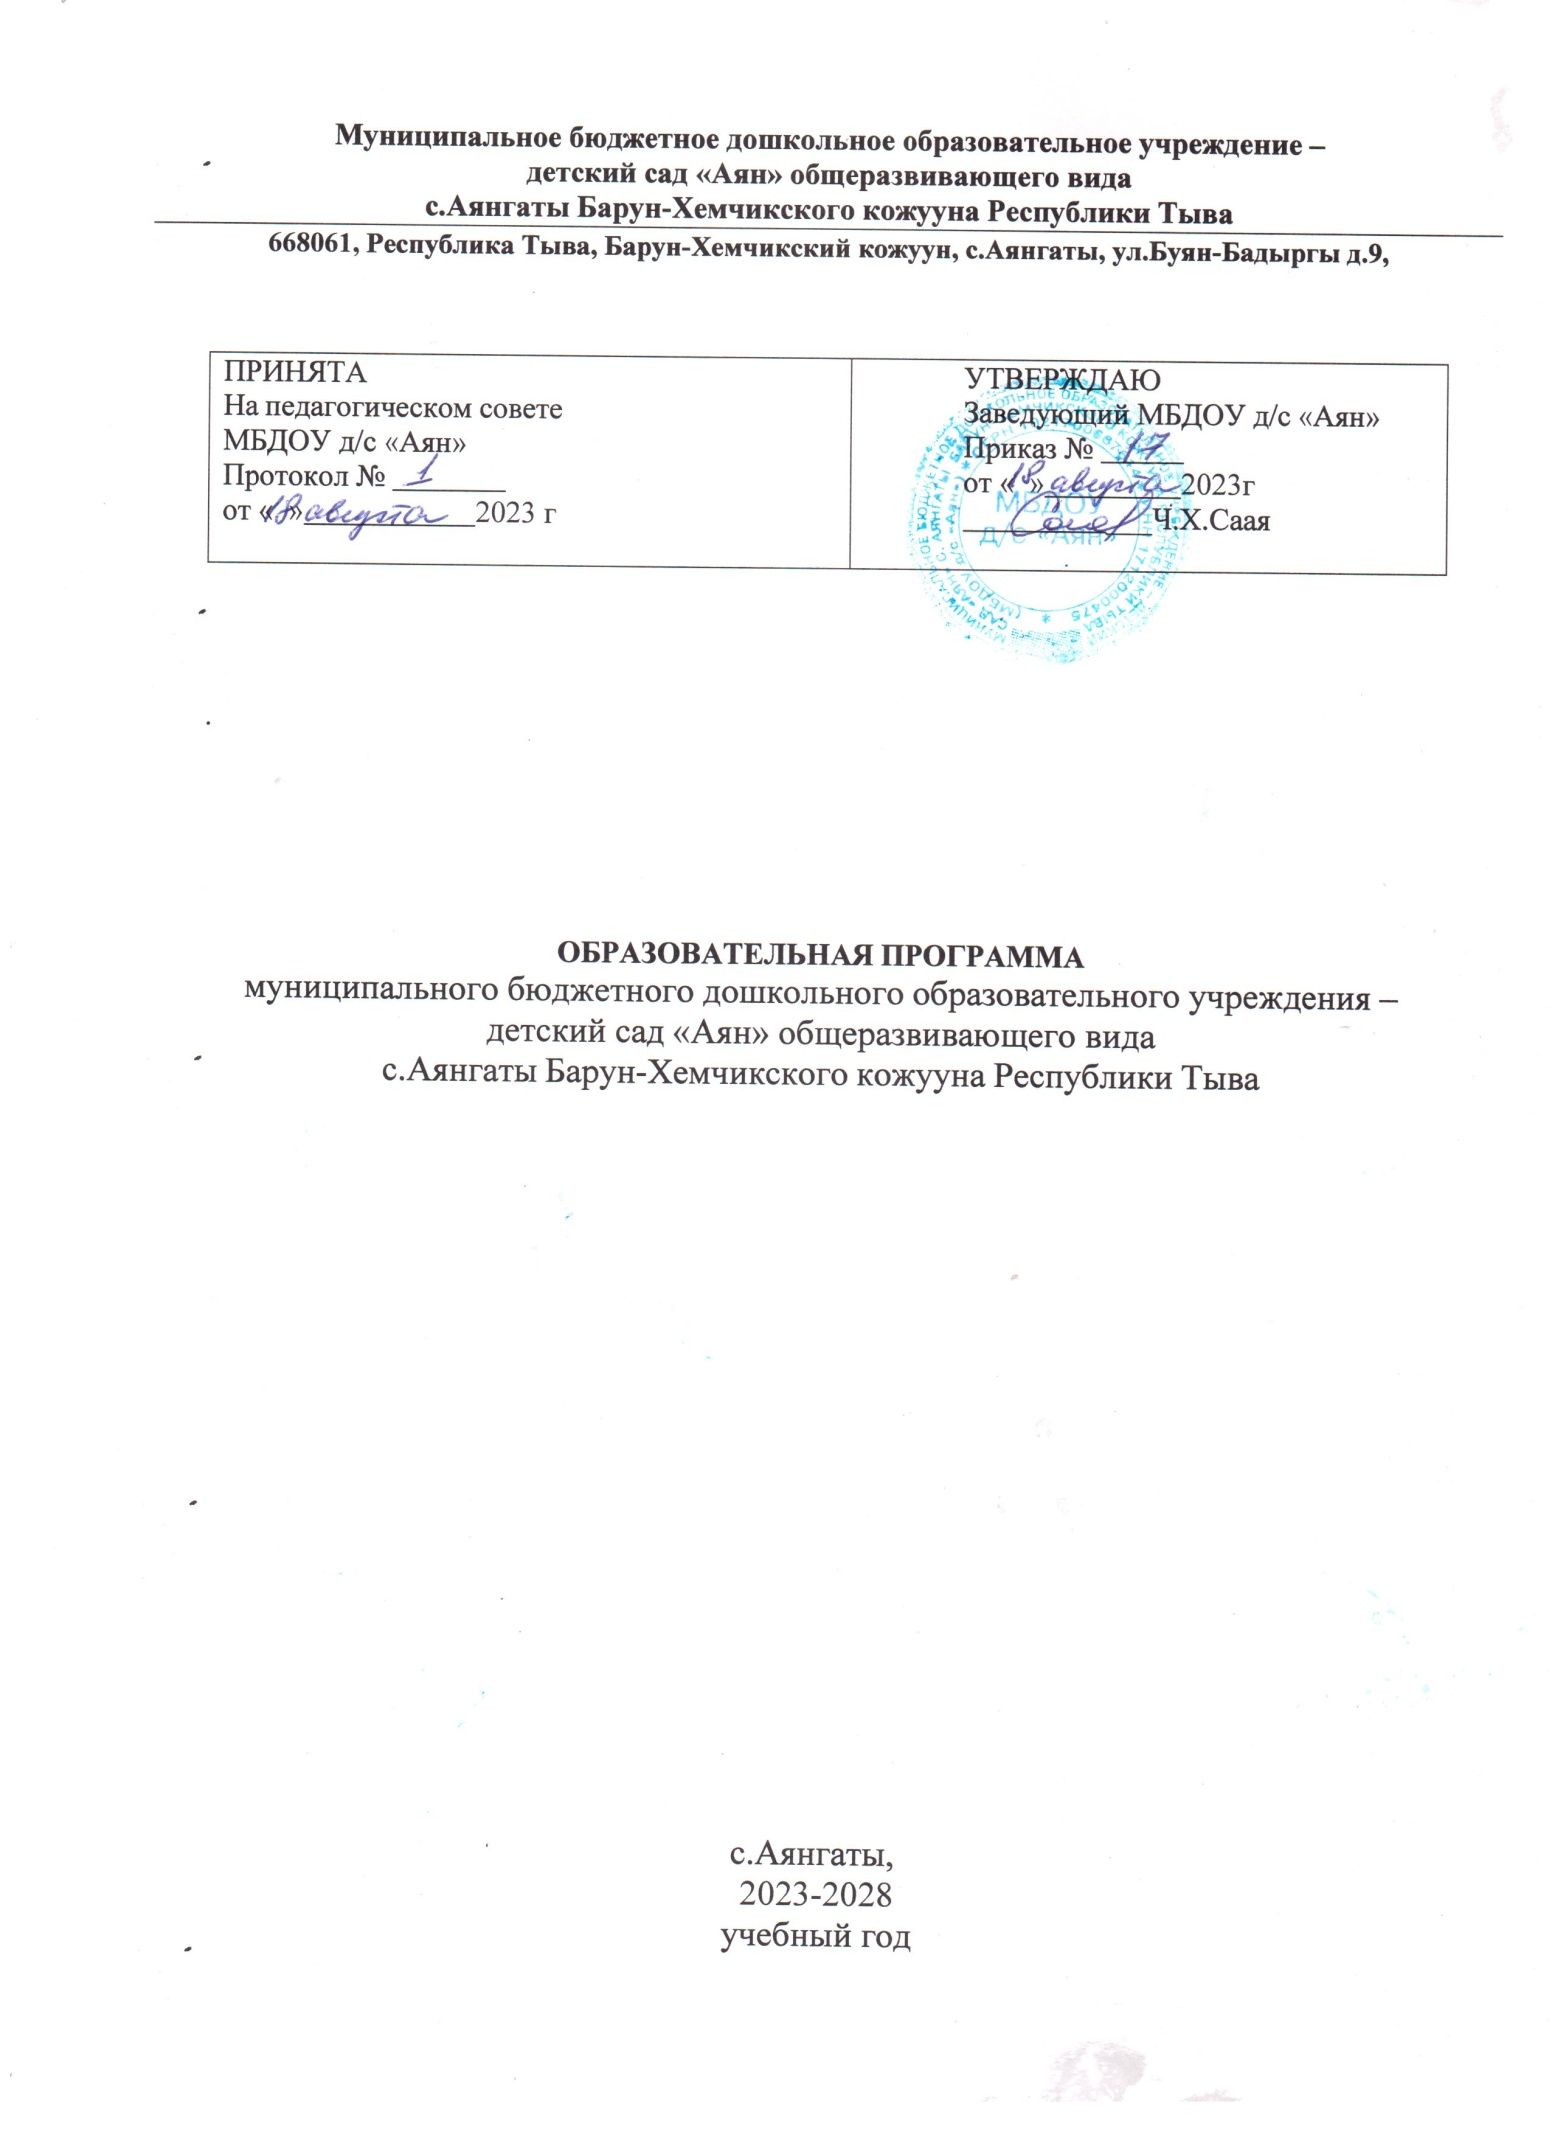 Муниципальное бюджетное дошкольное образовательное учреждение –
детский сад «Аян» общеразвивающего вида
с.Аянгаты Барун-Хемчикского кожууна Республики Тыва
668061, Республика Тыва, Барун-Хемчикский кожуун, с.Аянгаты, ул.Буян-Бадыргы д.9,
ПРИНЯТА
На педагогическом совете
МБДОУ д/с «Аян»
Протокол № 1
от «18» августа 2023 г
УТВЕРЖДАЮ
Заведующий МБДОУ д/с «Аян»
Приказ № 17
от «18» августа 2023г
Ч.Х.Саая
МБДОУ
Д/с «Аян»
ОБРАЗОВАТЕЛЬНАЯ ПРОГРАММА
муниципального бюджетного дошкольного образовательного учреждения –
детский сад «Аян» общеразвивающего вида
с.Аянгаты Барун-Хемчикского кожууна Республики Тыва
с.Аянгаты,
2023-2028
учебный год